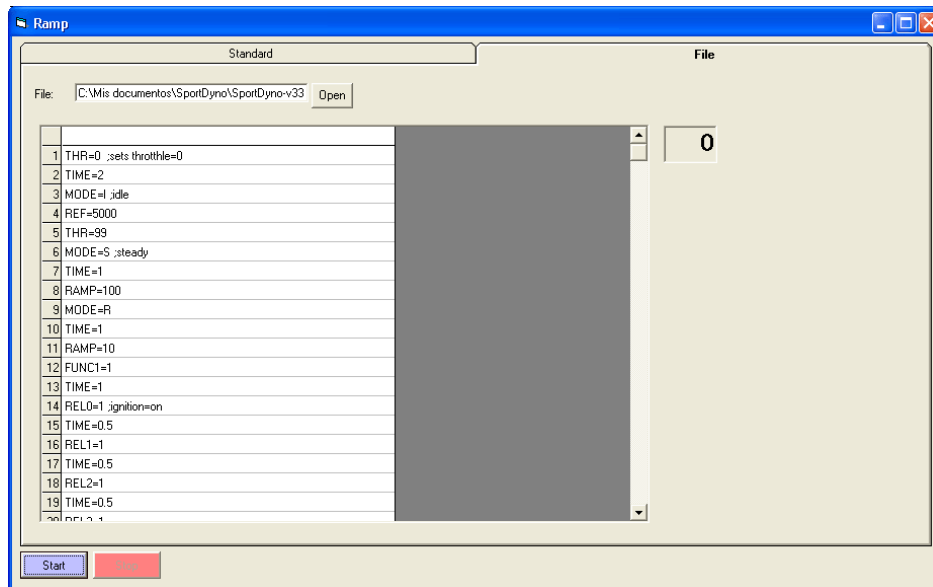 Ramp
Standard
File
File:
C:\Mis documentos\SportDyno\SportDyno-v33
Open
0
1 THR=0 ;sets throtthle=0
2 TIME=2
3 MODE=I ;idle
4 REF=5000
5 THR=99
6 MODE=S ;steady
7 TIME=1
8 RAMP=100
9 MODE=R
10 TIME=1
11 RAMP=10
12 FUNC1=1
13 TIME=1
14 REL0=1 ;ignition=on
15 TIME=0.5
16 REL1=1
17 TIME=0.5
18 REL2=1
19 TIME=0.5
Start